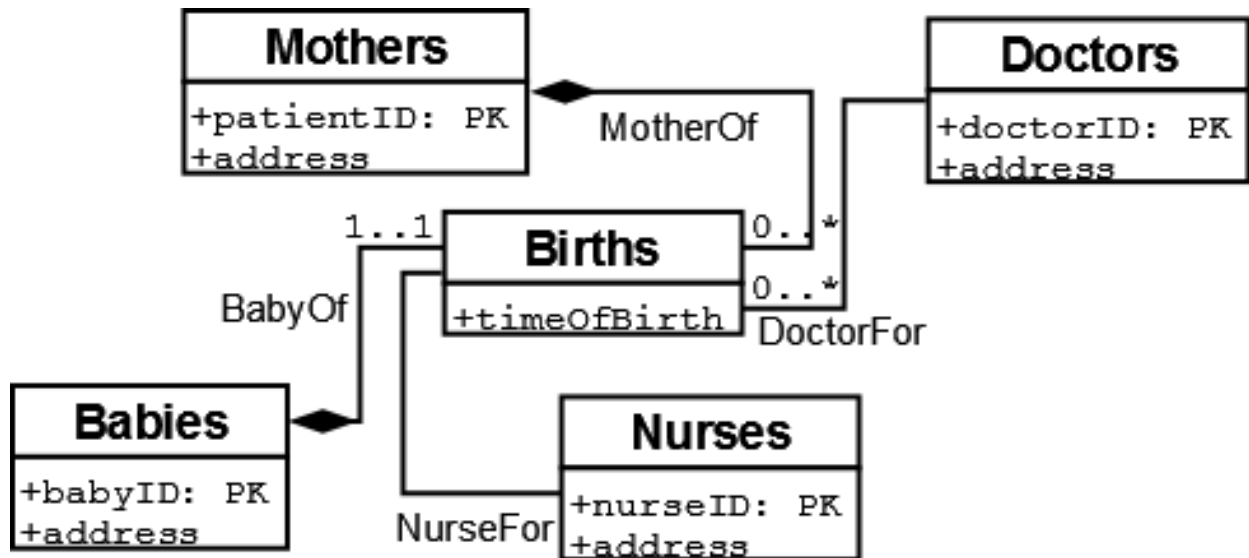 Mothers
+patientID: PK
+address
Doctors
+doctorID: PK
+address
MotherOf
1..1
Births
+timeOfBirth
0..*
0..*
BabyOf
DoctorFor
Babies
+babyID: PK
+address
Nurses
+nurseID: PK
+address
NurseFor